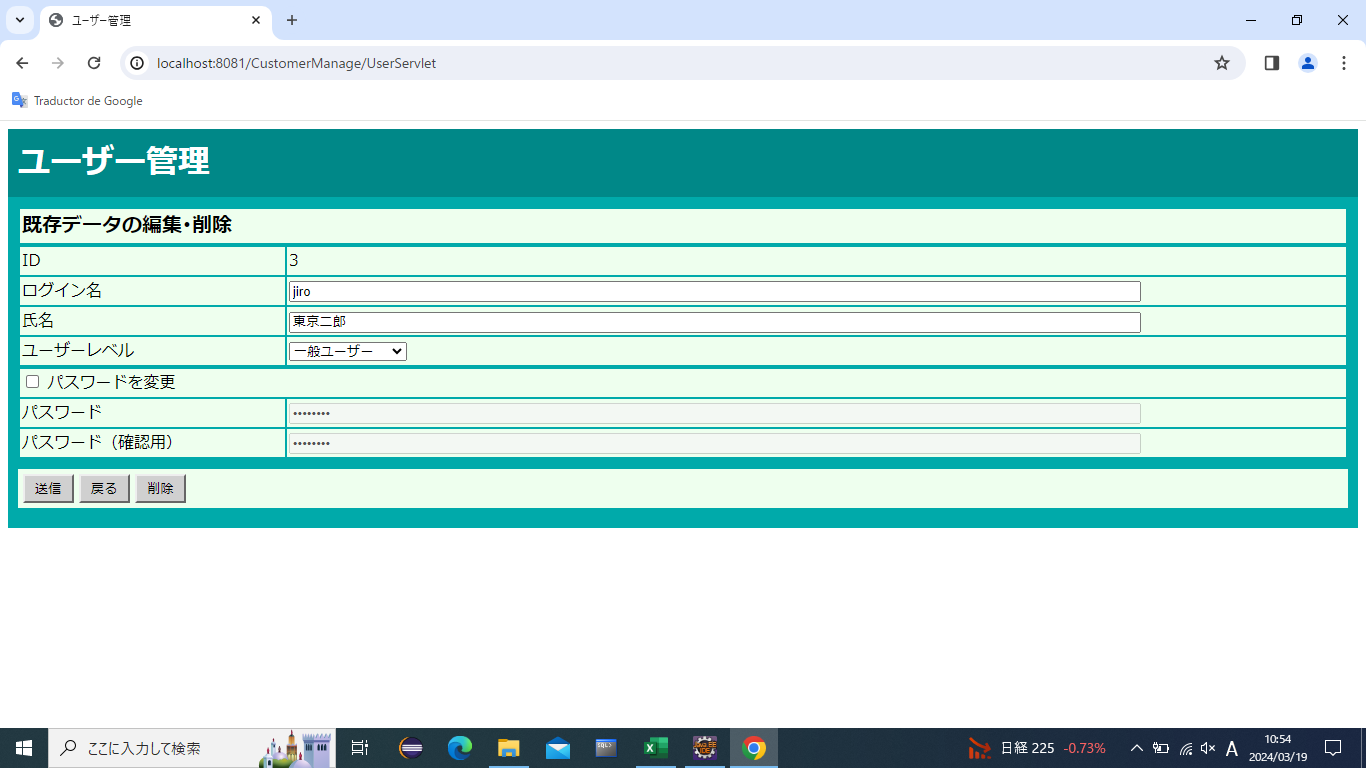 ユーザー管理
localhost:8081/CustomerManage/UserServlet
Traductor de Google
ユーザー管理
既存データの編集・削除
ID 3
ログイン名 jiro
氏名 東京二郎
ユーザーレベル 一般ユーザー
パスワードを変更
パスワード ••••••••
パスワード（確認用） ••••••••
送信 戻る 削除
ここに入力して検索 日経 225 -0.73% A 10:54
2024/03/19